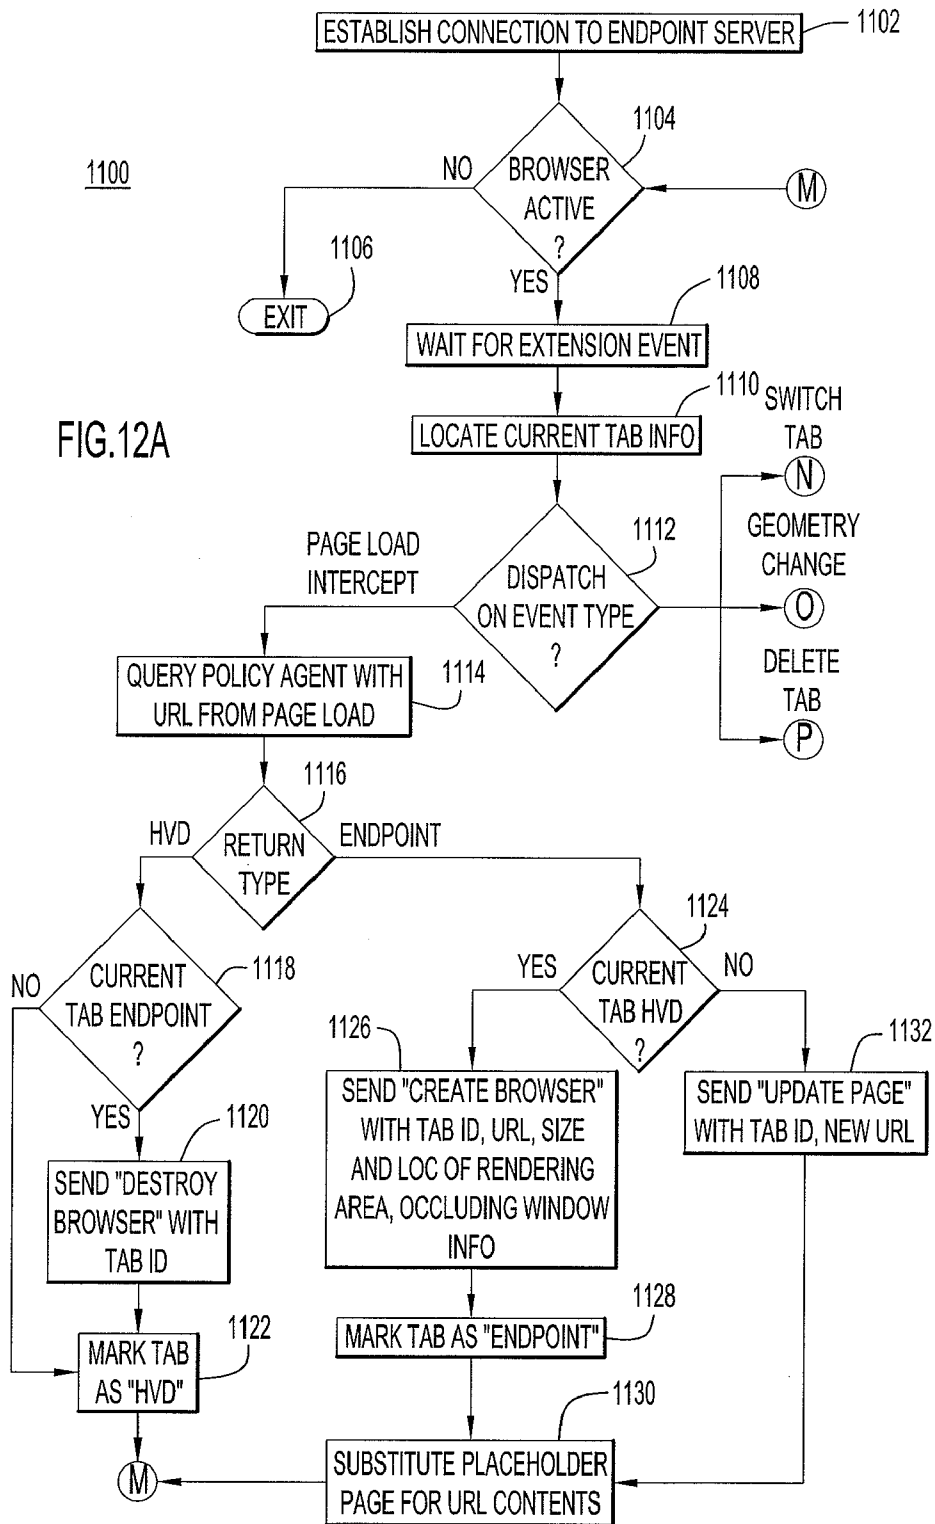 ESTABLISH CONNECTION TO ENDPOINT SERVER
1102
1104
1100
NO
BROWSER
ACTIVE
?
M
1106
YES
1108
EXIT
WAIT FOR EXTENSION EVENT
1110
SWITCH
TAB
FIG.12A
LOCATE CURRENT TAB INFO
N
1112
GEOMETRY
CHANGE
PAGE LOAD
INTERCEPT
DISPATCH
ON EVENT TYPE
?
O
QUERY POLICY AGENT WITH
URL FROM PAGE LOAD
1114
DELETE
TAB
P
1116
HVD
RETURN
TYPE
ENDPOINT
1124
1118
NO
CURRENT
TAB ENDPOINT
?
YES
CURRENT
TAB HVD
?
NO
1126
1132
YES
1120
SEND "CREATE BROWSER"
WITH TAB ID, URL, SIZE
AND LOC OF RENDERING
AREA, OCCLUDING WINDOW
INFO
SEND "UPDATE PAGE"
WITH TAB ID, NEW URL
SEND "DESTROY
BROWSER" WITH
TAB ID
1128
1122
MARK TAB AS "ENDPOINT"
MARK TAB
AS "HVD"
1130
M
SUBSTITUTE PLACEHOLDER
PAGE FOR URL CONTENTS